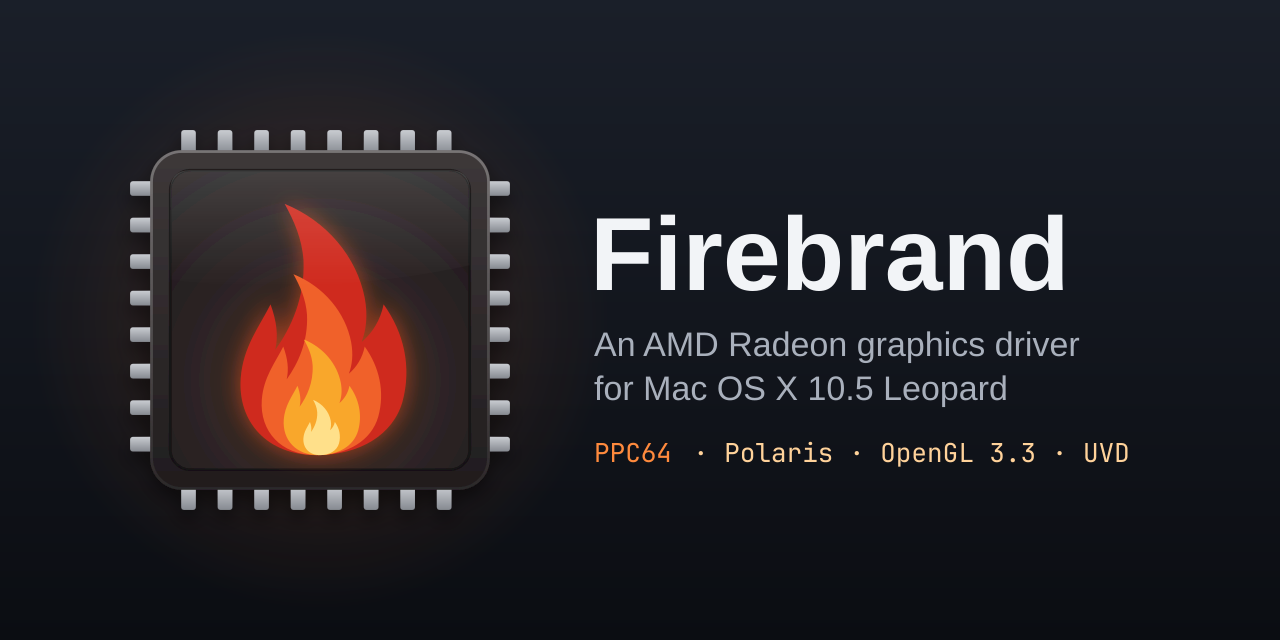 Firebrand
An AMD Radeon graphics driver
for Mac OS X 10.5 Leopard
PPC64 · Polaris · OpenGL 3.3 · UVD